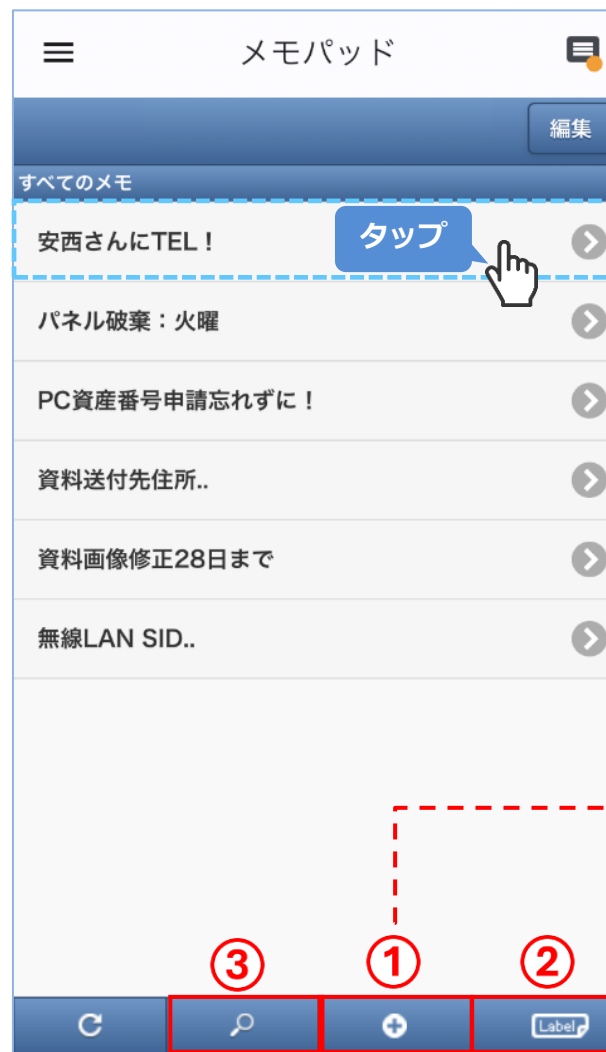 メモパッド
編集
すべてのメモ
安西さんにTEL！
タップ
パネル破棄：火曜
PC資産番号申請忘れずに！
資料送付先住所..
資料画像修正28日まで
無線LAN SID..
③ ① ②
Label